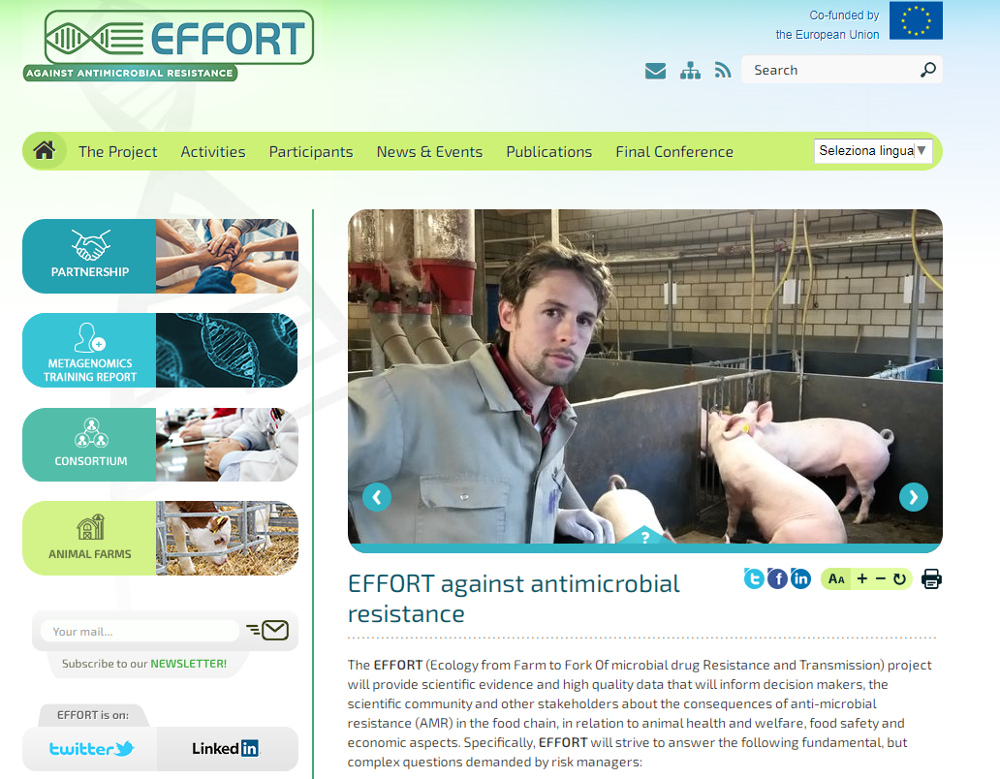 EFFORT
AGAINST ANTIMICROBIAL RESISTANCE
Co-funded by
the European Union
Search
The Project Activities Participants News & Events Publications Final Conference Seleziona lingua ▼
PARTNERSHIP
METAGENOMICS
TRAINING REPORT
CONSORTIUM
ANIMAL FARMS
Your mail...
Subscribe to our NEWSLETTER!
EFFORT is on:
twitter LinkedIn
?
EFFORT against antimicrobial
resistance
AA + − ↻
The EFFORT (Ecology from Farm to Fork Of microbial drug Resistance and Transmission) project
will provide scientific evidence and high quality data that will inform decision makers, the
scientific community and other stakeholders about the consequences of anti-microbial
resistance (AMR) in the food chain, in relation to animal health and welfare, food safety and
economic aspects. Specifically, EFFORT will strive to answer the following fundamental, but
complex questions demanded by risk managers: